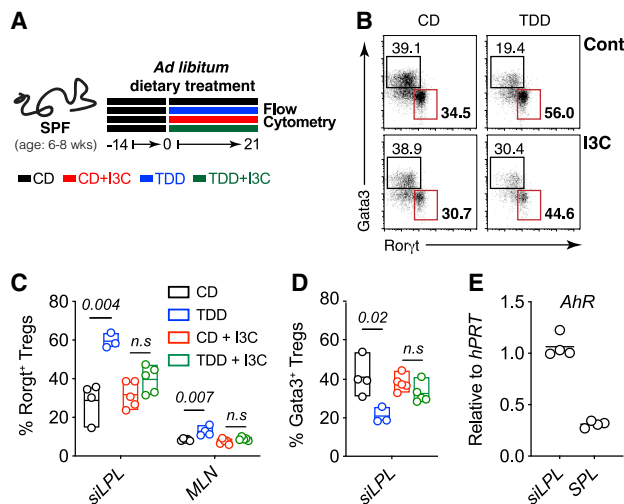 A
Ad libitum
dietary treatment
SPF
(age: 6-8 wks)
Flow
Cytometry
-14 0 21
CD CD+I3C TDD TDD+I3C
B
CD TDD
Cont
39.1 19.4
34.5 56.0
I3C
38.9 30.4
30.7 44.6
Gata3
Rorγt
C
% Rorgt+ Tregs
80
60
40
20
0
0.004
n.s
0.007
n.s
CD
TDD
CD + I3C
TDD + I3C
siLPL MLN
D
% Gata3+ Tregs
80
60
40
20
0
0.02
n.s
siLPL
E
AhR
Relative to hPRT
1.5
1.0
0.5
0.0
siLPL SPL